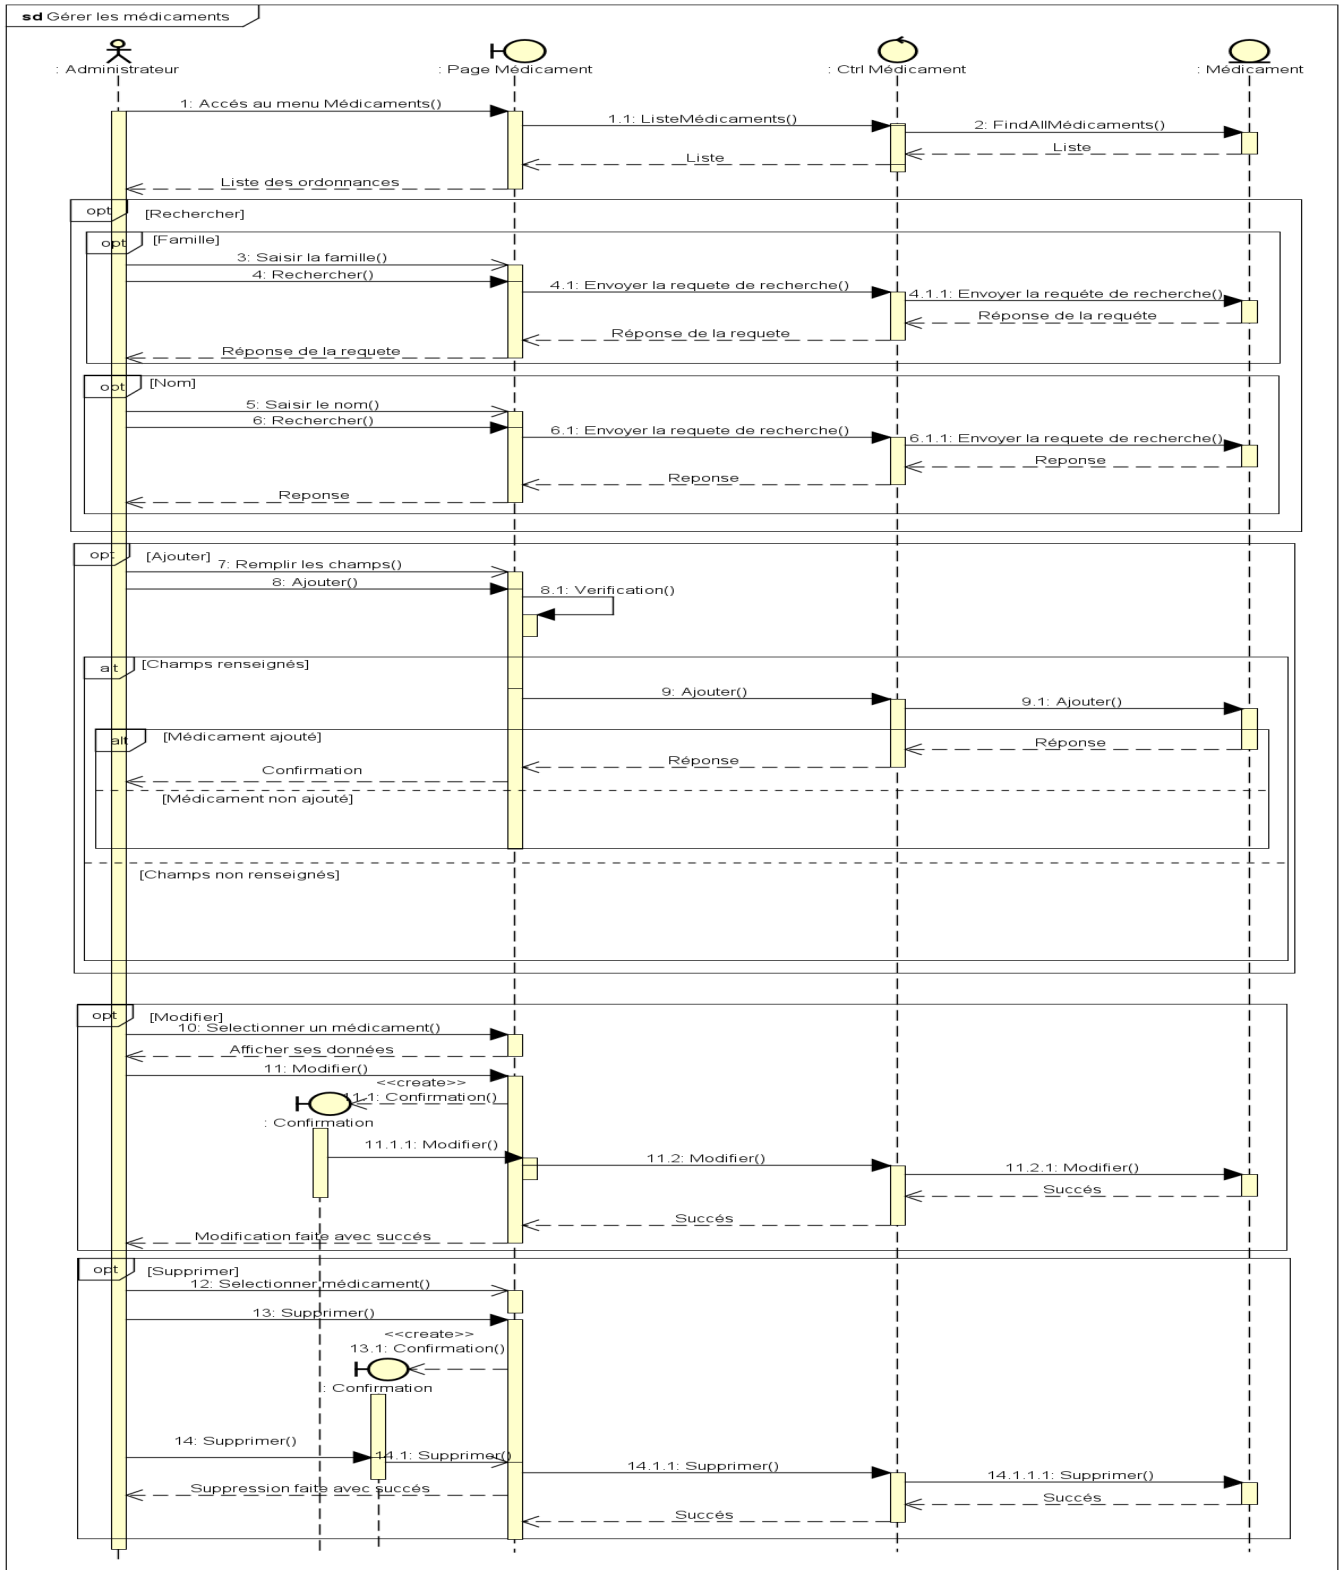 sd Gérer les médicaments
: Administrateur
: Page Médicament
: Ctrl Médicament
: Médicament
1: Accés au menu Médicaments()
1.1: ListeMédicaments()
2: FindAllMédicaments()
Liste
Liste
Liste des ordonnances
opt [Rechercher]
opt [Famille]
3: Saisir la famille()
4: Rechercher()
4.1: Envoyer la requete de recherche()
4.1.1: Envoyer la requéte de recherche()
Réponse de la requéte
Réponse de la requete
Réponse de la requete
opt [Nom]
5: Saisir le nom()
6: Rechercher()
6.1: Envoyer la requete de recherche()
6.1.1: Envoyer la requete de recherche()
Reponse
Reponse
Reponse
opt [Ajouter]
7: Remplir les champs()
8: Ajouter()
8.1: Verification()
alt [Champs renseignés]
9: Ajouter()
9.1: Ajouter()
alt [Médicament ajouté]
Réponse
Réponse
Confirmation
[Médicament non ajouté]
[Champs non renseignés]
opt [Modifier]
10: Selectionner un médicament()
Afficher ses données
11: Modifier()
<<create>>
11.1: Confirmation()
: Confirmation
11.1.1: Modifier()
11.2: Modifier()
11.2.1: Modifier()
Succés
Succés
Modification faite avec succés
opt [Supprimer]
12: Selectionner médicament()
13: Supprimer()
<<create>>
13.1: Confirmation()
: Confirmation
14: Supprimer()
14.1: Supprimer()
14.1.1: Supprimer()
14.1.1.1: Supprimer()
Suppression faite avec succés
Succés
Succés